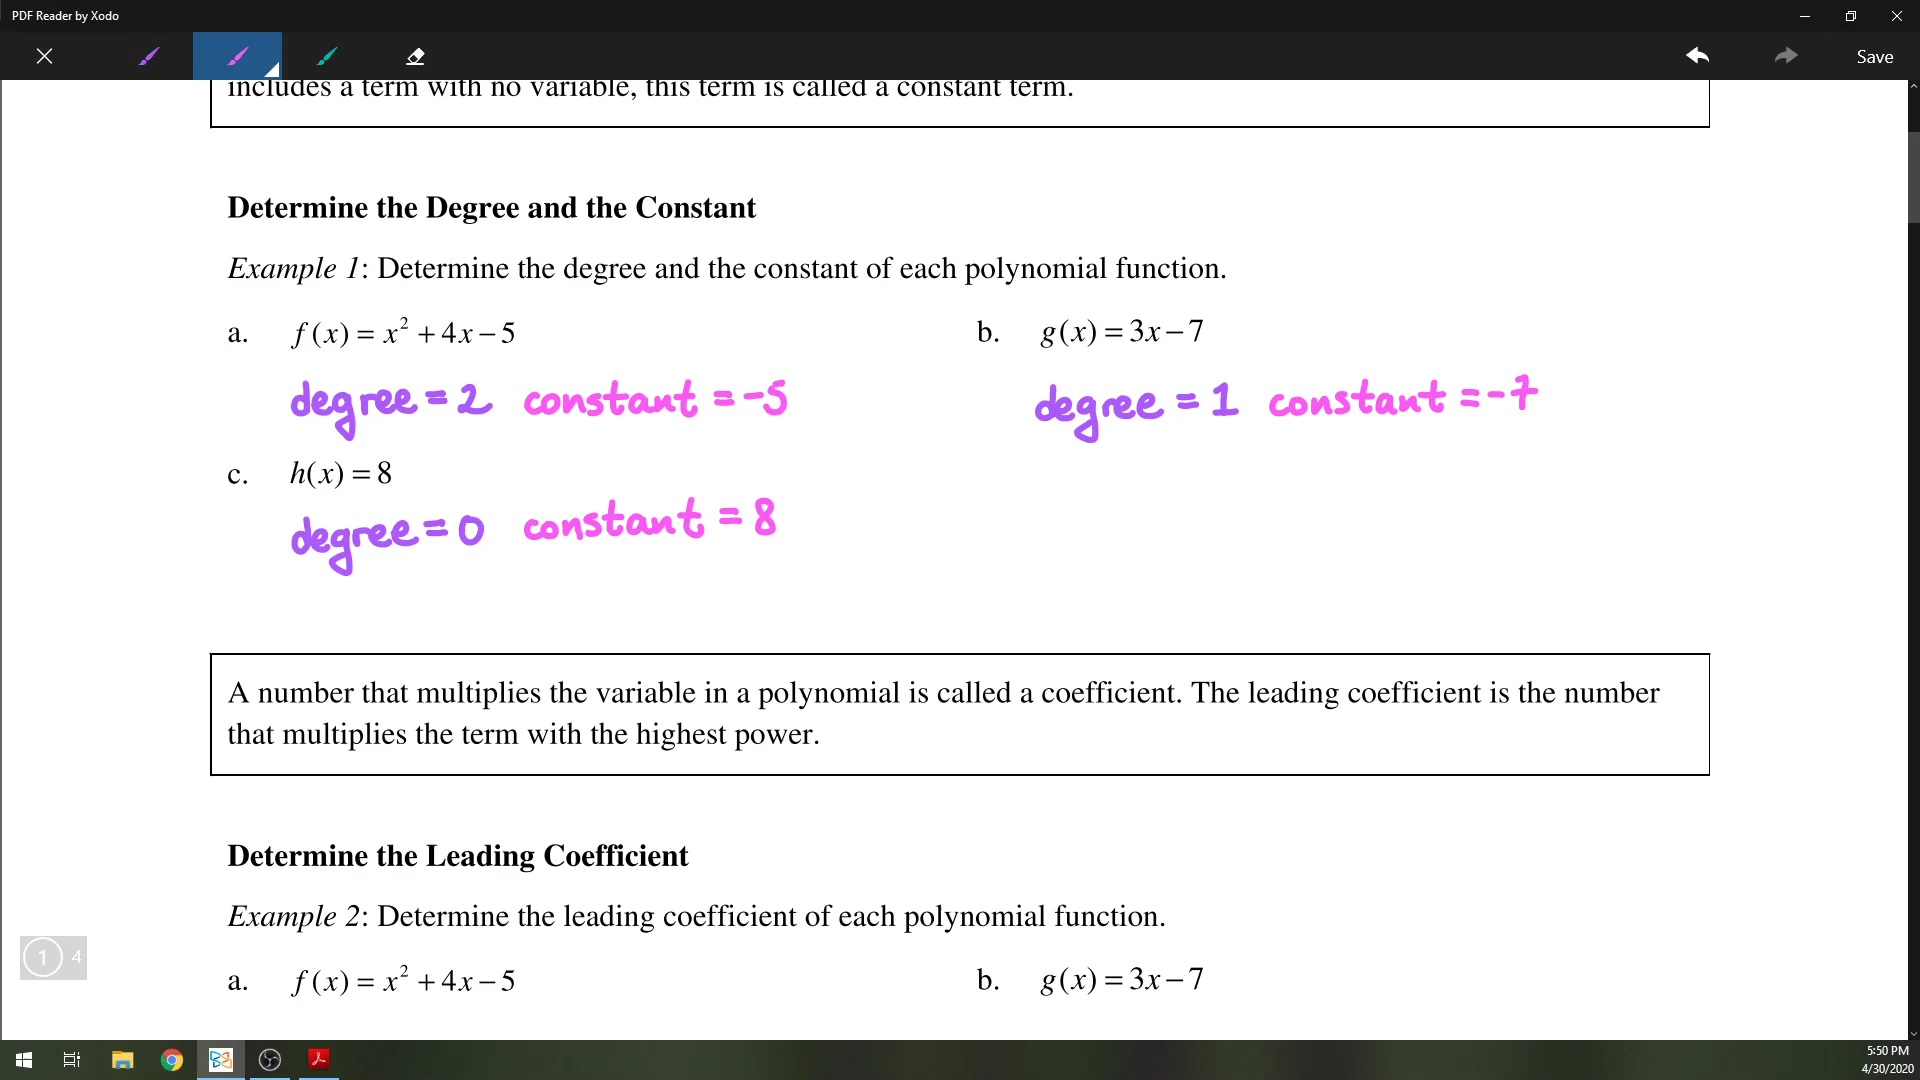 PDF Reader by Xodo
Save
includes a term with no variable, this term is called a constant term.
Determine the Degree and the Constant
Example 1: Determine the degree and the constant of each polynomial function.
a. f(x) = x² + 4x − 5
b. g(x) = 3x − 7
degree = 2 constant = -5
degree = 1 constant = -7
c. h(x) = 8
degree = 0 constant = 8
A number that multiplies the variable in a polynomial is called a coefficient. The leading coefficient is the number
that multiplies the term with the highest power.
Determine the Leading Coefficient
Example 2: Determine the leading coefficient of each polynomial function.
1 4
a. f(x) = x² + 4x − 5
b. g(x) = 3x − 7
5:50 PM
4/30/2020